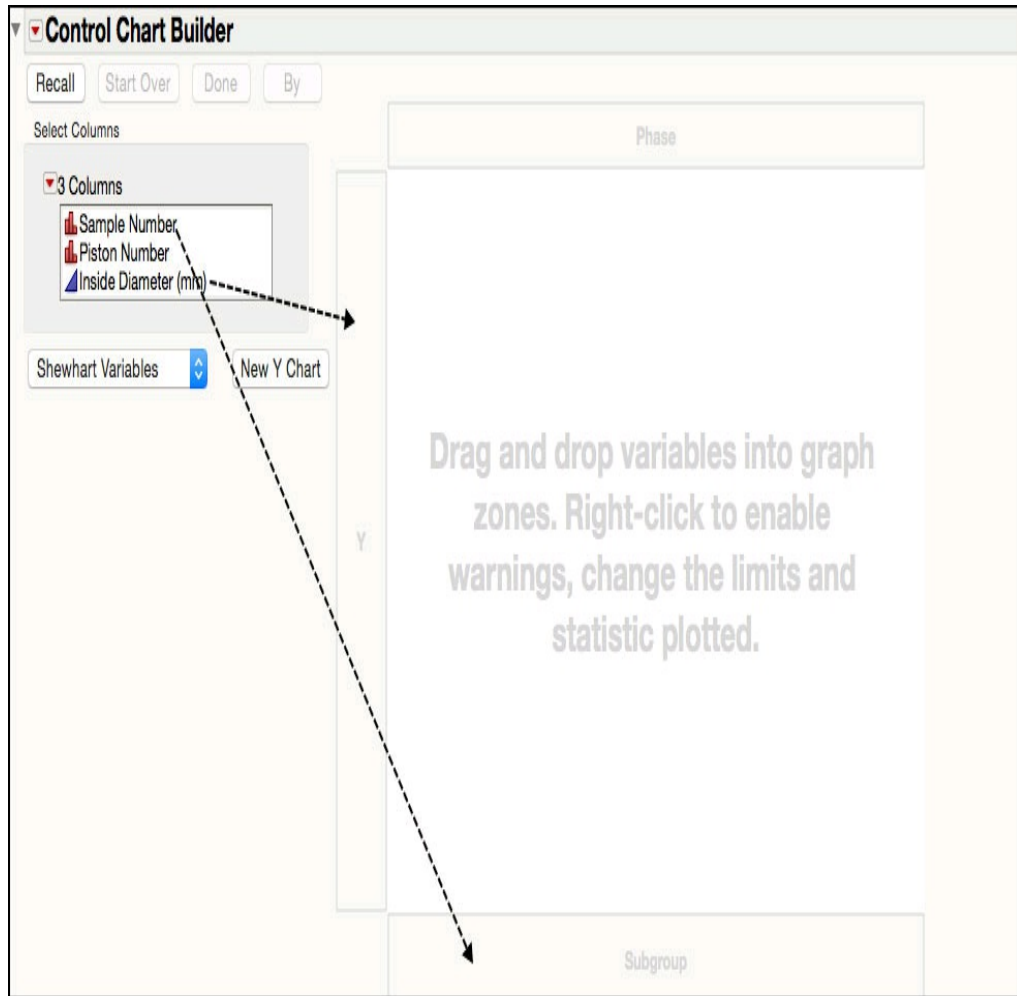 Control Chart Builder
Recall
Start Over
Done
By
Select Columns
3 Columns
Sample Number
Piston Number
Inside Diameter (mm)
Shewhart Variables
New Y Chart
Phase
Y
Drag and drop variables into graph
zones. Right-click to enable
warnings, change the limits and
statistic plotted.
Subgroup